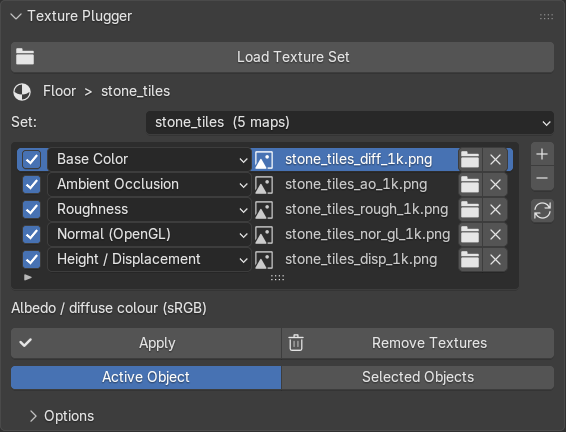 Texture Plugger
Load Texture Set
Floor > stone_tiles
Set: stone_tiles (5 maps)
Base Color stone_tiles_diff_1k.png
Ambient Occlusion stone_tiles_ao_1k.png
Roughness stone_tiles_rough_1k.png
Normal (OpenGL) stone_tiles_nor_gl_1k.png
Height / Displacement stone_tiles_disp_1k.png
Albedo / diffuse colour (sRGB)
Apply Remove Textures
Active Object Selected Objects
Options